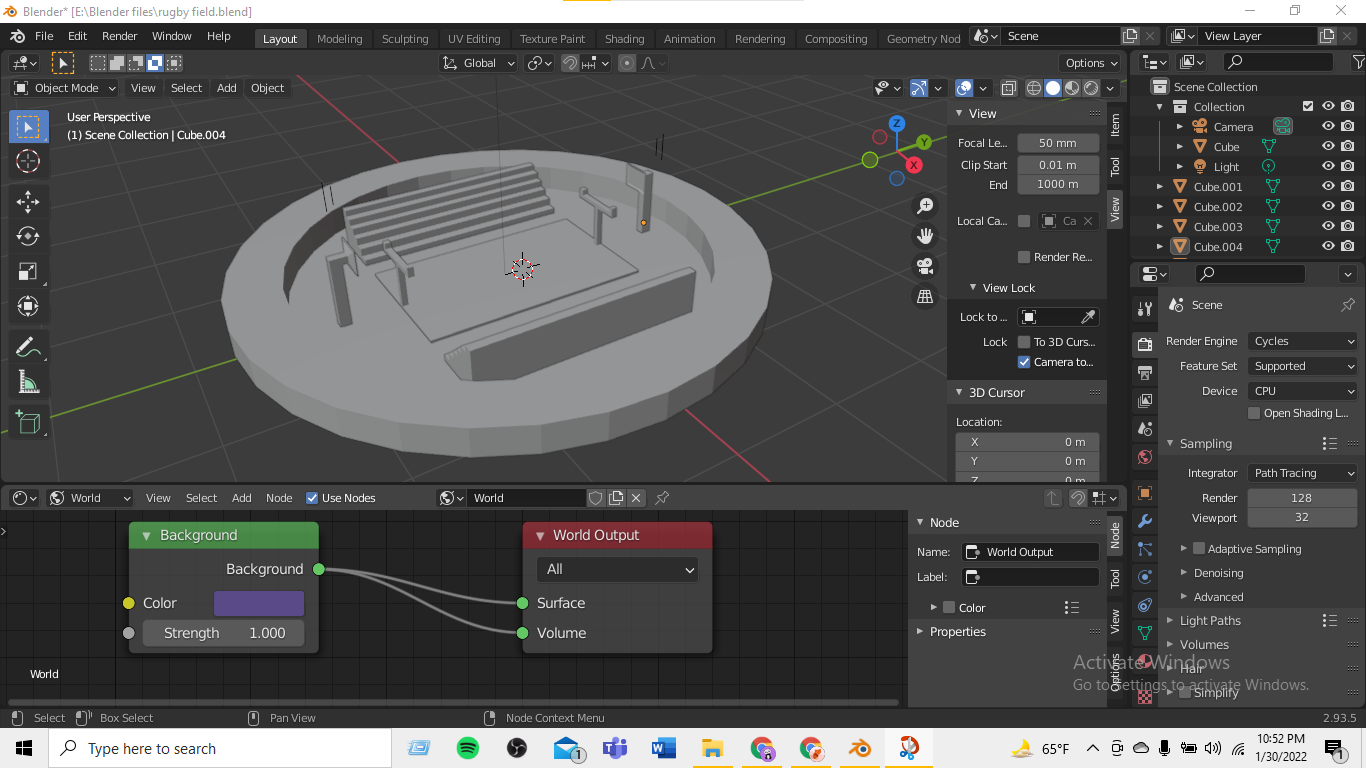 Blender* [E:\Blender files\rugby field.blend]
File Edit Render Window Help Layout Modeling Sculpting UV Editing Texture Paint Shading Animation Rendering Compositing Geometry Nod Scene View Layer
Global Options
Object Mode View Select Add Object
User Perspective
(1) Scene Collection | Cube.004
Z
Y
X
View
Focal Le... 50 mm
Clip Start 0.01 m
End 1000 m
Local Ca... Ca
Render Re...
View Lock
Lock to ...
Lock To 3D Curs...
Camera to...
3D Cursor
Location:
X 0 m
Y 0 m
Z 0 m
Item
Tool
View
Scene Collection
Collection
Camera
Cube
Light
Cube.001
Cube.002
Cube.003
Cube.004
Scene
Render Engine Cycles
Feature Set Supported
Device CPU
Open Shading L...
Sampling
Integrator Path Tracing
Render 128
Viewport 32
Adaptive Sampling
Denoising
Advanced
Light Paths
Volumes
Hair
Simplify
Activate Windows
Go to Settings to activate Windows.
World View Select Add Node Use Nodes World
Background
Background
Color
Strength 1.000
World Output
All
Surface
Volume
World
Node
Name: World Output
Label:
Color
Properties
Node
Tool
View
Options
Select Box Select Pan View Node Context Menu 2.93.5
Type here to search
1
65°F
10:52 PM
1/30/2022
1